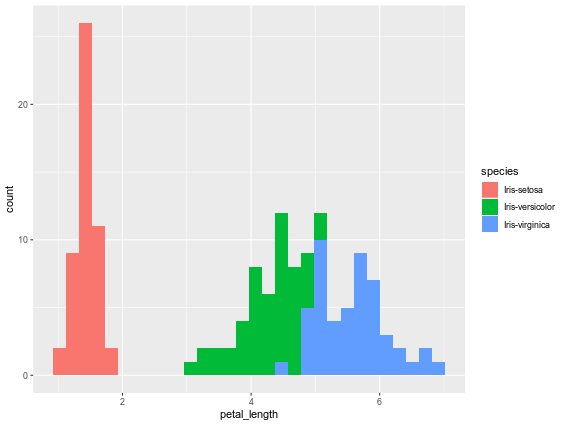 count
20
10
0
2
4
6
petal_length
species
Iris-setosa
Iris-versicolor
Iris-virginica